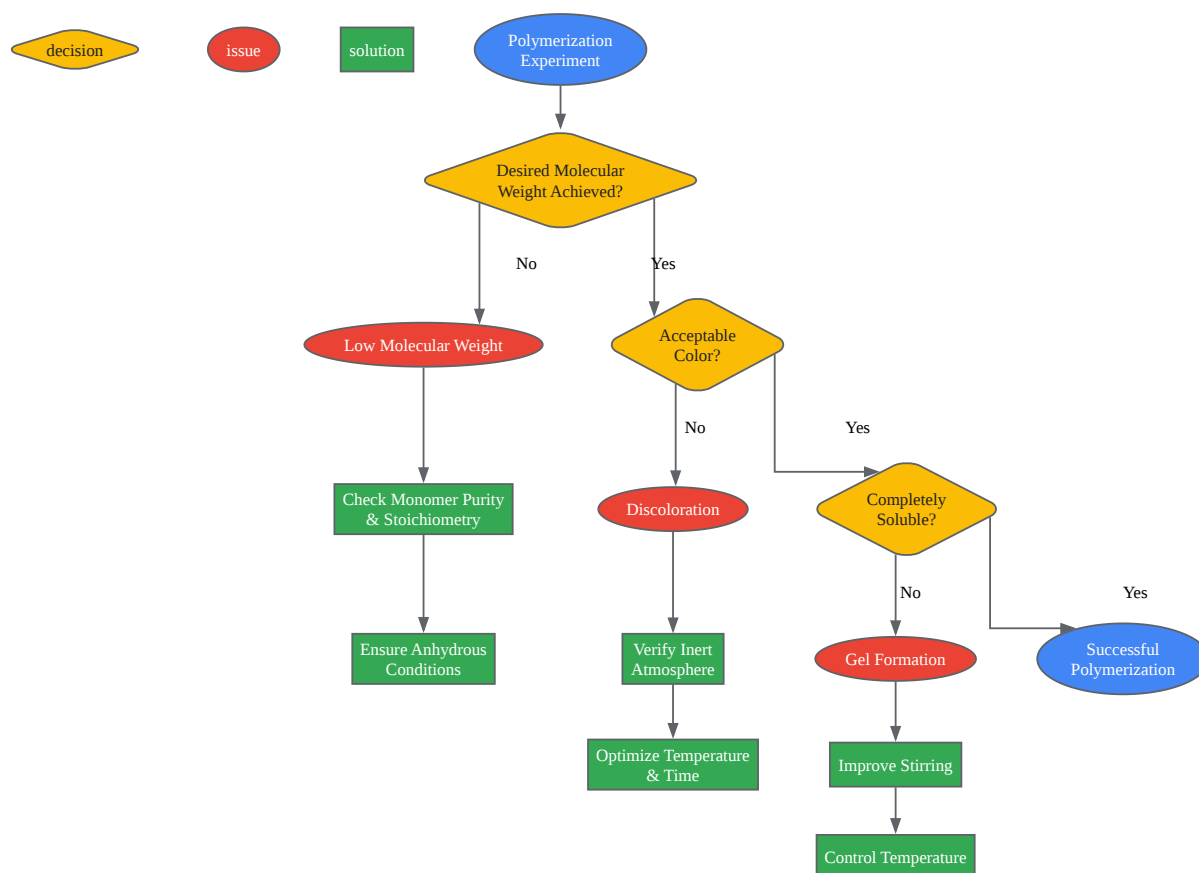 decision
issue
solution
Polymerization
Experiment
Desired Molecular
Weight Achieved?
No
Yes
Low Molecular Weight
Acceptable
Color?
No
Yes
Check Monomer Purity
& Stoichiometry
Discoloration
Completely
Soluble?
No
Yes
Ensure Anhydrous
Conditions
Verify Inert
Atmosphere
Gel Formation
Successful
Polymerization
Optimize Temperature
& Time
Improve Stirring
Control Temperature